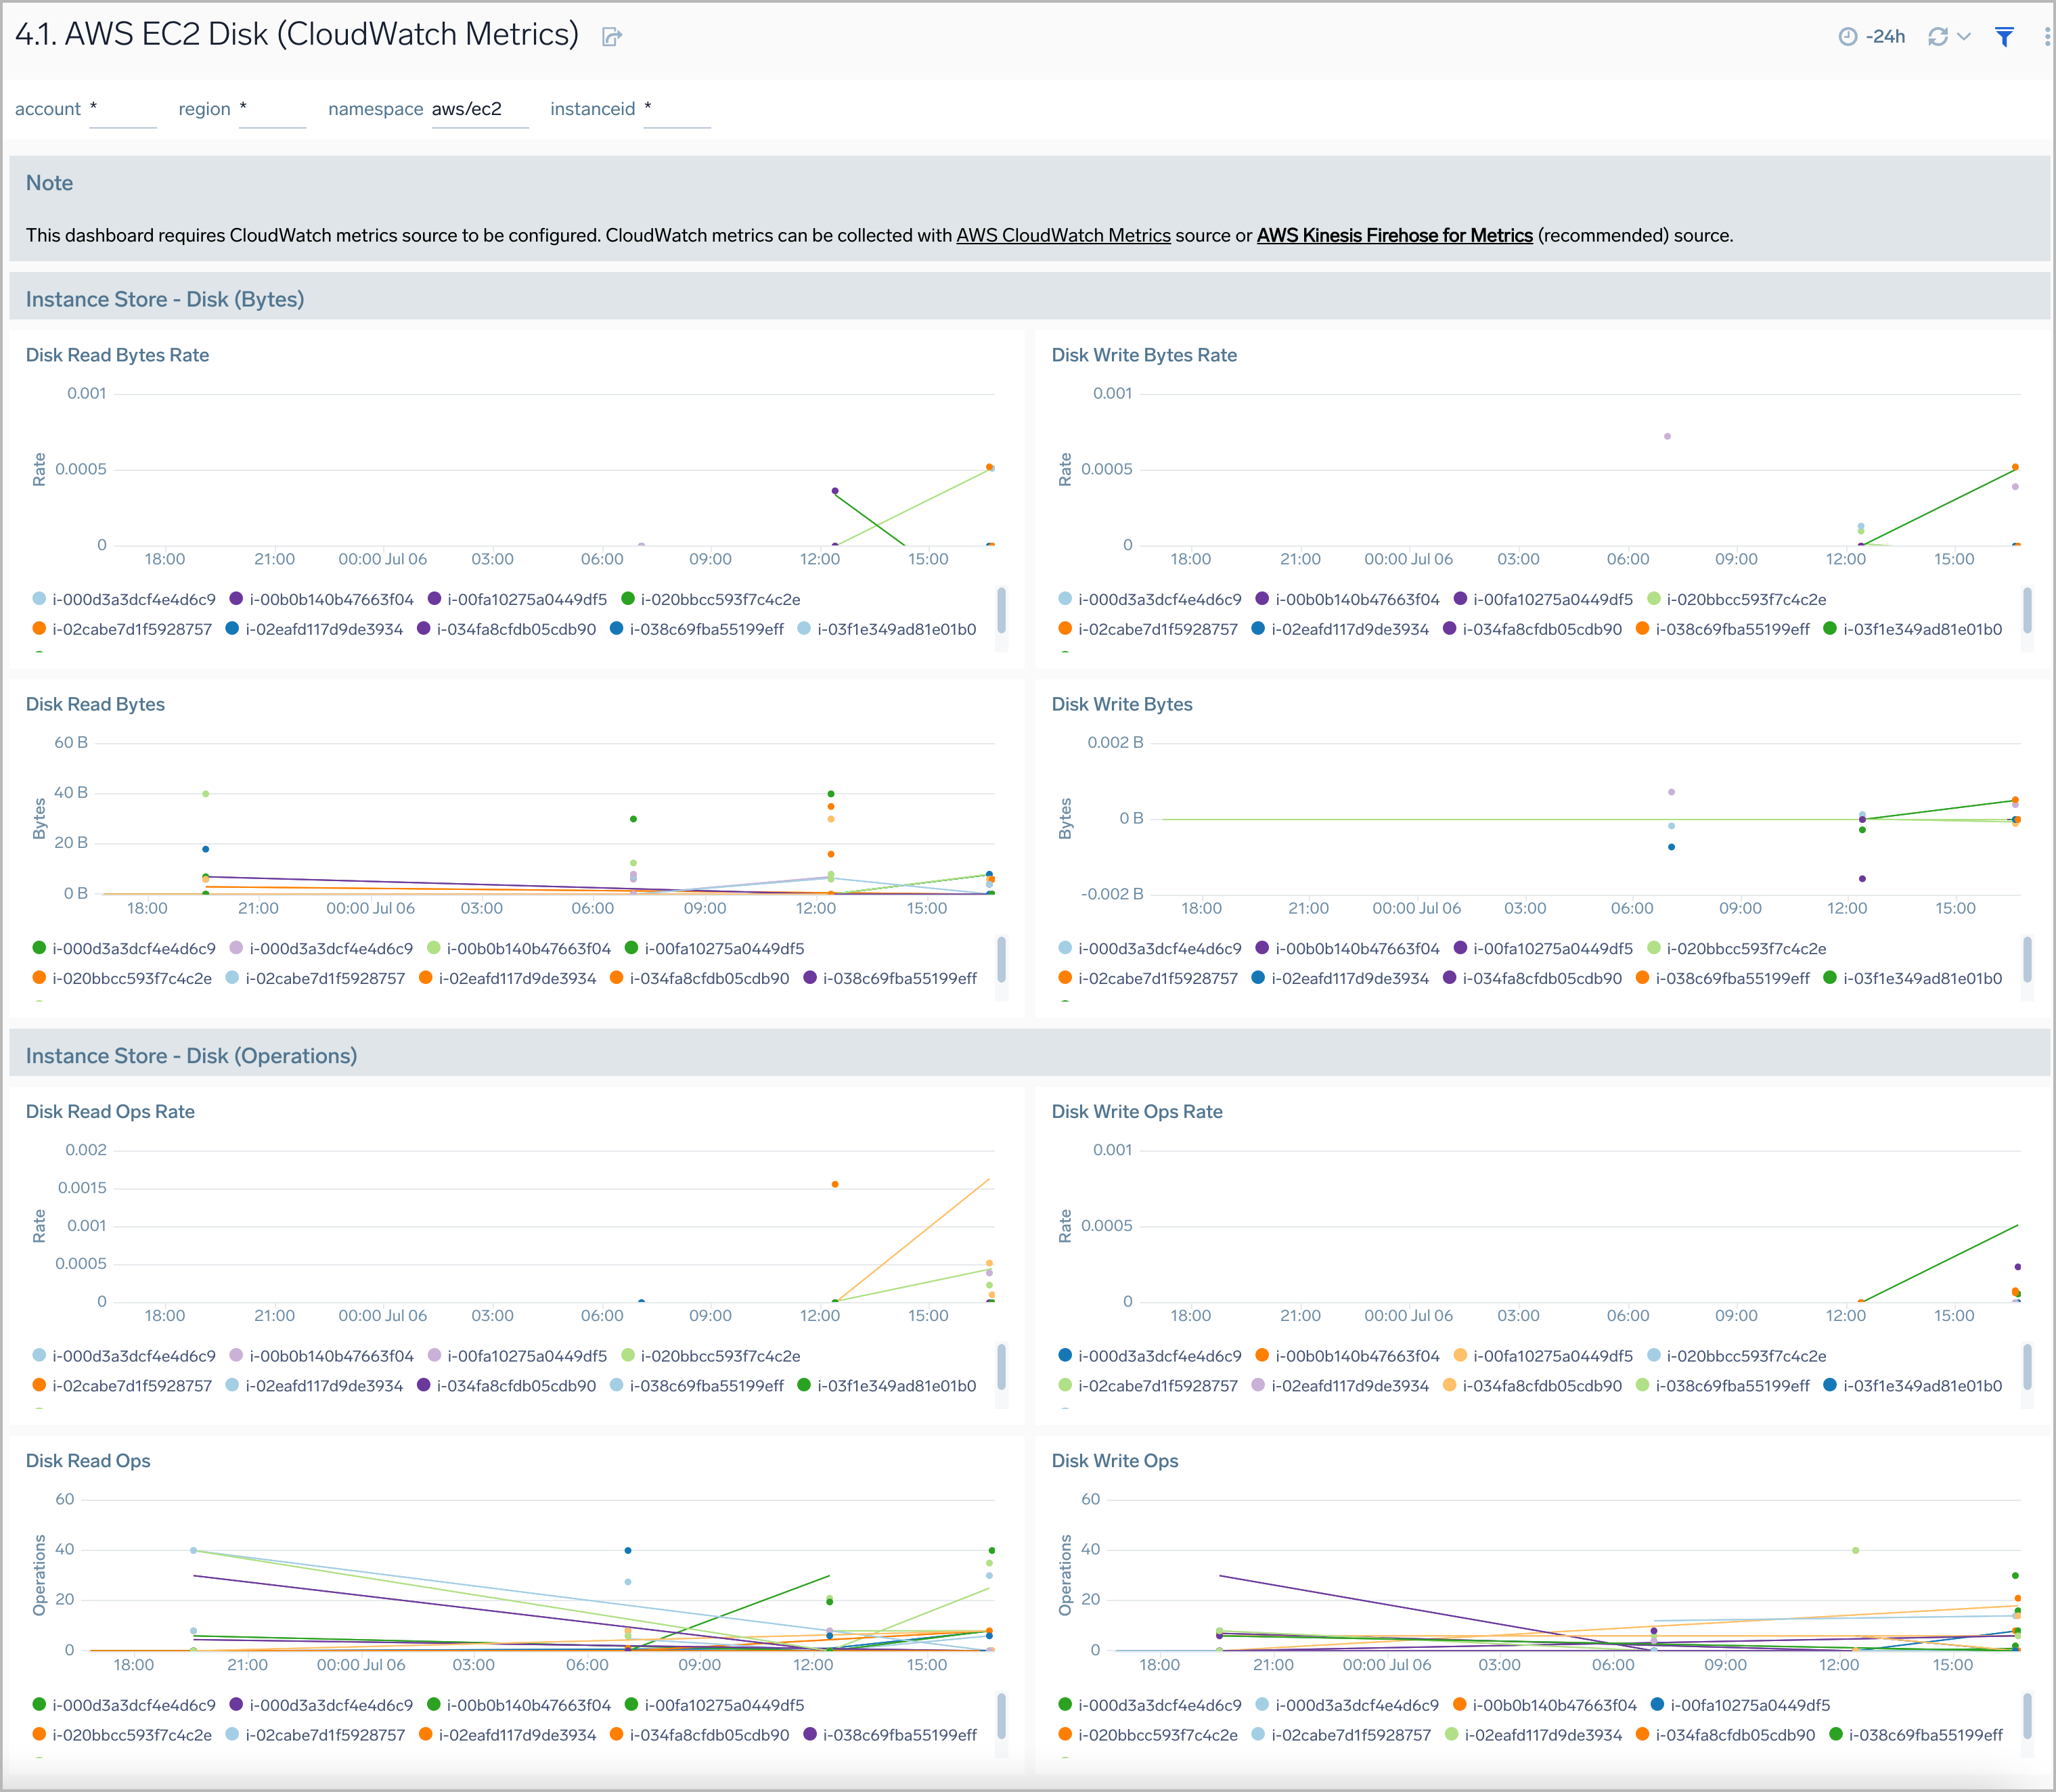 4.1. AWS EC2 Disk (CloudWatch Metrics)
-24h
account * region * namespace aws/ec2 instanceid *
Note
This dashboard requires CloudWatch metrics source to be configured. CloudWatch metrics can be collected with AWS CloudWatch Metrics source or AWS Kinesis Firehose for Metrics (recommended) source.
Instance Store - Disk (Bytes)
Disk Read Bytes Rate
0.001
0.0005
0
Rate
18:00 21:00 00:00 Jul 06 03:00 06:00 09:00 12:00 15:00
i-000d3a3dcf4e4d6c9 i-00b0b140b47663f04 i-00fa10275a0449df5 i-020bbcc593f7c4c2e
i-02cabe7d1f5928757 i-02eafd117d9de3934 i-034fa8cfdb05cdb90 i-038c69fba55199eff i-03f1e349ad81e01b0
Disk Write Bytes Rate
0.001
0.0005
0
Rate
18:00 21:00 00:00 Jul 06 03:00 06:00 09:00 12:00 15:00
i-000d3a3dcf4e4d6c9 i-00b0b140b47663f04 i-00fa10275a0449df5 i-020bbcc593f7c4c2e
i-02cabe7d1f5928757 i-02eafd117d9de3934 i-034fa8cfdb05cdb90 i-038c69fba55199eff i-03f1e349ad81e01b0
Disk Read Bytes
60 B
40 B
20 B
0 B
Bytes
18:00 21:00 00:00 Jul 06 03:00 06:00 09:00 12:00 15:00
i-000d3a3dcf4e4d6c9 i-000d3a3dcf4e4d6c9 i-00b0b140b47663f04 i-00fa10275a0449df5
i-020bbcc593f7c4c2e i-02cabe7d1f5928757 i-02eafd117d9de3934 i-034fa8cfdb05cdb90 i-038c69fba55199eff
Disk Write Bytes
0.002 B
0 B
-0.002 B
Bytes
18:00 21:00 00:00 Jul 06 03:00 06:00 09:00 12:00 15:00
i-000d3a3dcf4e4d6c9 i-00b0b140b47663f04 i-00fa10275a0449df5 i-020bbcc593f7c4c2e
i-02cabe7d1f5928757 i-02eafd117d9de3934 i-034fa8cfdb05cdb90 i-038c69fba55199eff i-03f1e349ad81e01b0
Instance Store - Disk (Operations)
Disk Read Ops Rate
0.002
0.0015
0.001
0.0005
0
Rate
18:00 21:00 00:00 Jul 06 03:00 06:00 09:00 12:00 15:00
i-000d3a3dcf4e4d6c9 i-00b0b140b47663f04 i-00fa10275a0449df5 i-020bbcc593f7c4c2e
i-02cabe7d1f5928757 i-02eafd117d9de3934 i-034fa8cfdb05cdb90 i-038c69fba55199eff i-03f1e349ad81e01b0
Disk Write Ops Rate
0.001
0.0005
0
Rate
18:00 21:00 00:00 Jul 06 03:00 06:00 09:00 12:00 15:00
i-000d3a3dcf4e4d6c9 i-00b0b140b47663f04 i-00fa10275a0449df5 i-020bbcc593f7c4c2e
i-02cabe7d1f5928757 i-02eafd117d9de3934 i-034fa8cfdb05cdb90 i-038c69fba55199eff i-03f1e349ad81e01b0
Disk Read Ops
60
40
20
0
Operations
18:00 21:00 00:00 Jul 06 03:00 06:00 09:00 12:00 15:00
i-000d3a3dcf4e4d6c9 i-000d3a3dcf4e4d6c9 i-00b0b140b47663f04 i-00fa10275a0449df5
i-020bbcc593f7c4c2e i-02cabe7d1f5928757 i-02eafd117d9de3934 i-034fa8cfdb05cdb90 i-038c69fba55199eff
Disk Write Ops
60
40
20
0
Operations
18:00 21:00 00:00 Jul 06 03:00 06:00 09:00 12:00 15:00
i-000d3a3dcf4e4d6c9 i-000d3a3dcf4e4d6c9 i-00b0b140b47663f04 i-00fa10275a0449df5
i-020bbcc593f7c4c2e i-02cabe7d1f5928757 i-02eafd117d9de3934 i-034fa8cfdb05cdb90 i-038c69fba55199eff